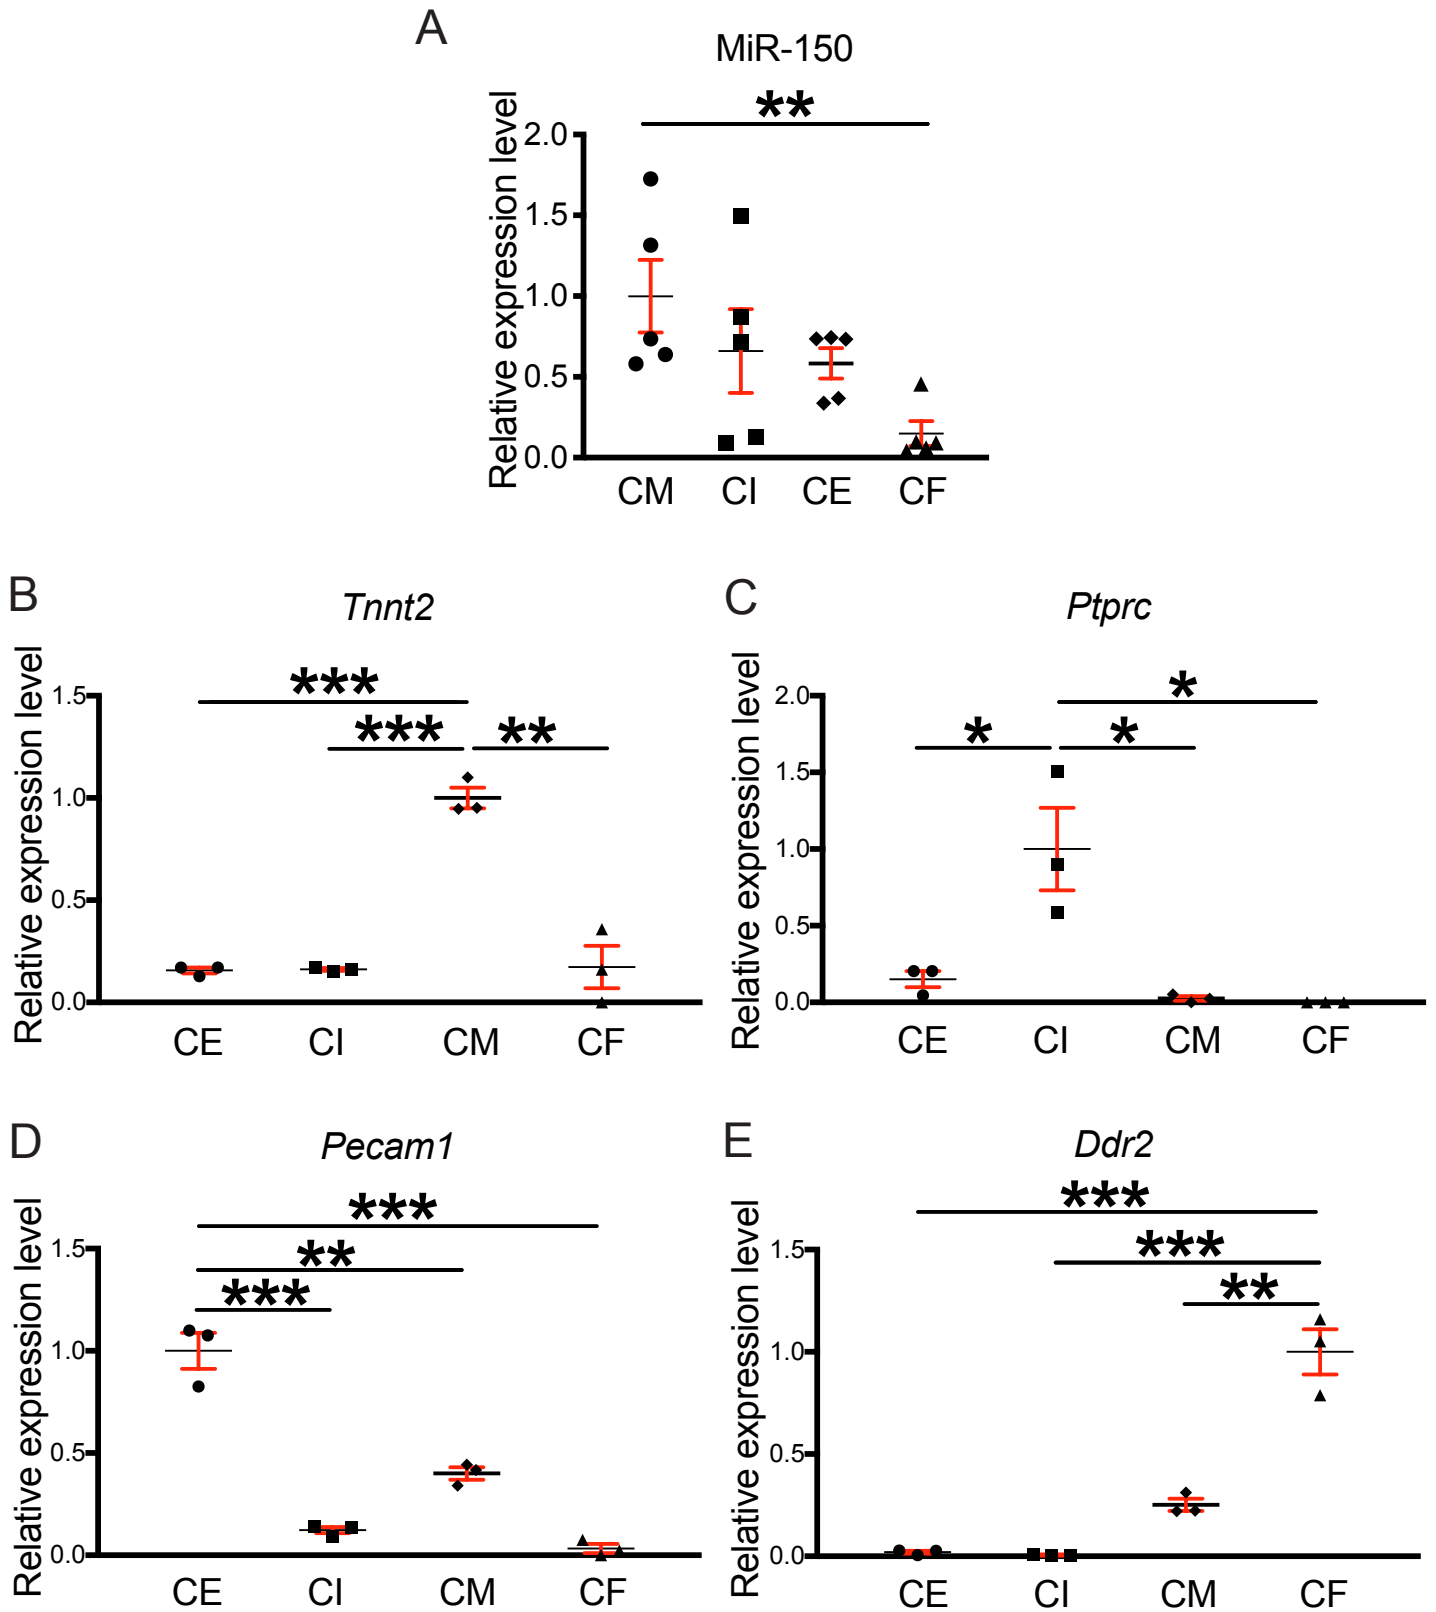 A
MiR-150
**
Relative expression level
2.0
1.5
1.0
0.5
0.0
CM CI CE CF
B
Tnnt2
***
*** **
Relative expression level
1.5
1.0
0.5
0.0
CE CI CM CF
C
Ptprc
*
* *
Relative expression level
2.0
1.5
1.0
0.5
0.0
CE CI CM CF
D
Pecam1
***
**
***
Relative expression level
1.5
1.0
0.5
0.0
CE CI CM CF
E
Ddr2
***
***
**
Relative expression level
1.5
1.0
0.5
0.0
CE CI CM CF